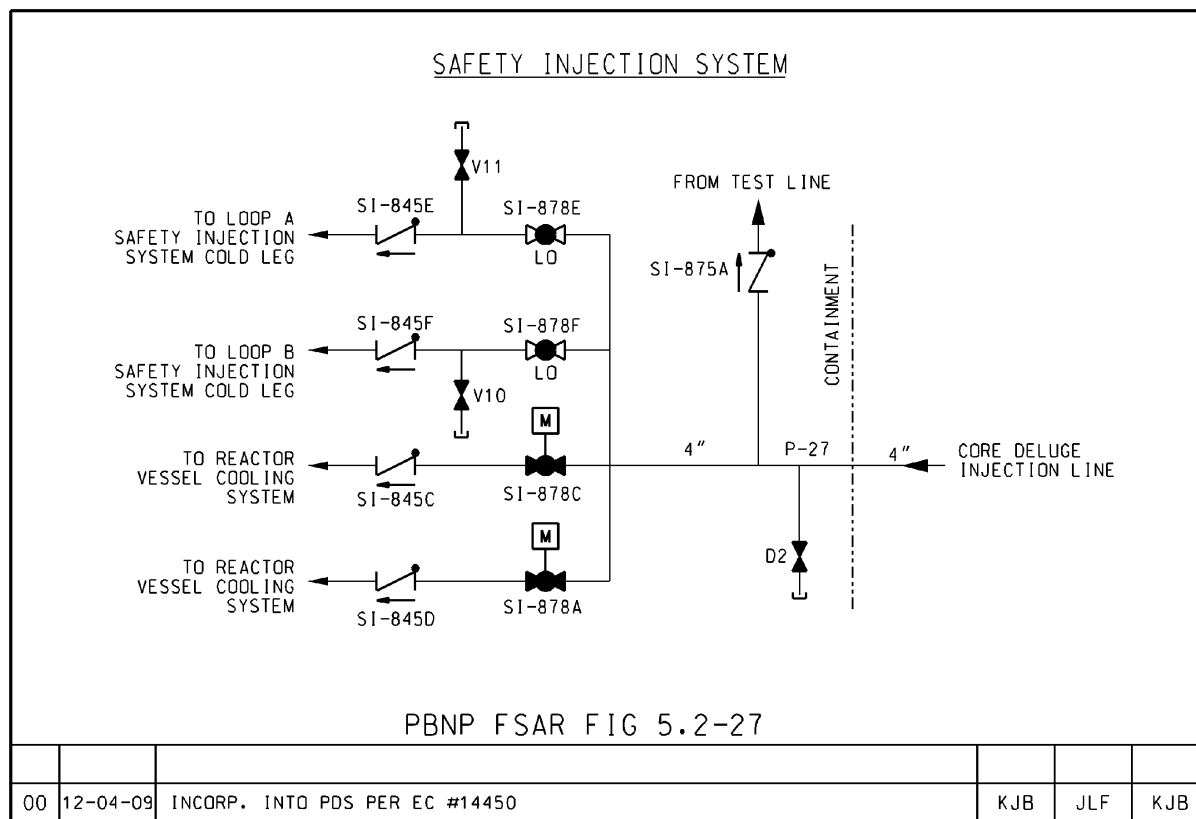 SAFETY INJECTION SYSTEM
V11
FROM TEST LINE
SI-845E
SI-878E
TO LOOP A
SAFETY INJECTION
SYSTEM COLD LEG
LO
SI-875A
CONTAINMENT
SI-845F
SI-878F
TO LOOP B
SAFETY INJECTION
SYSTEM COLD LEG
LO
V10
M
TO REACTOR
VESSEL COOLING
SYSTEM
SI-845C
SI-878C
4"
P-27
4"
CORE DELUGE
INJECTION LINE
M
D2
TO REACTOR
VESSEL COOLING
SYSTEM
SI-845D
SI-878A
PBNP FSAR FIG 5.2-27
00 12-04-09 INCORP. INTO PDS PER EC #14450 KJB JLF KJB